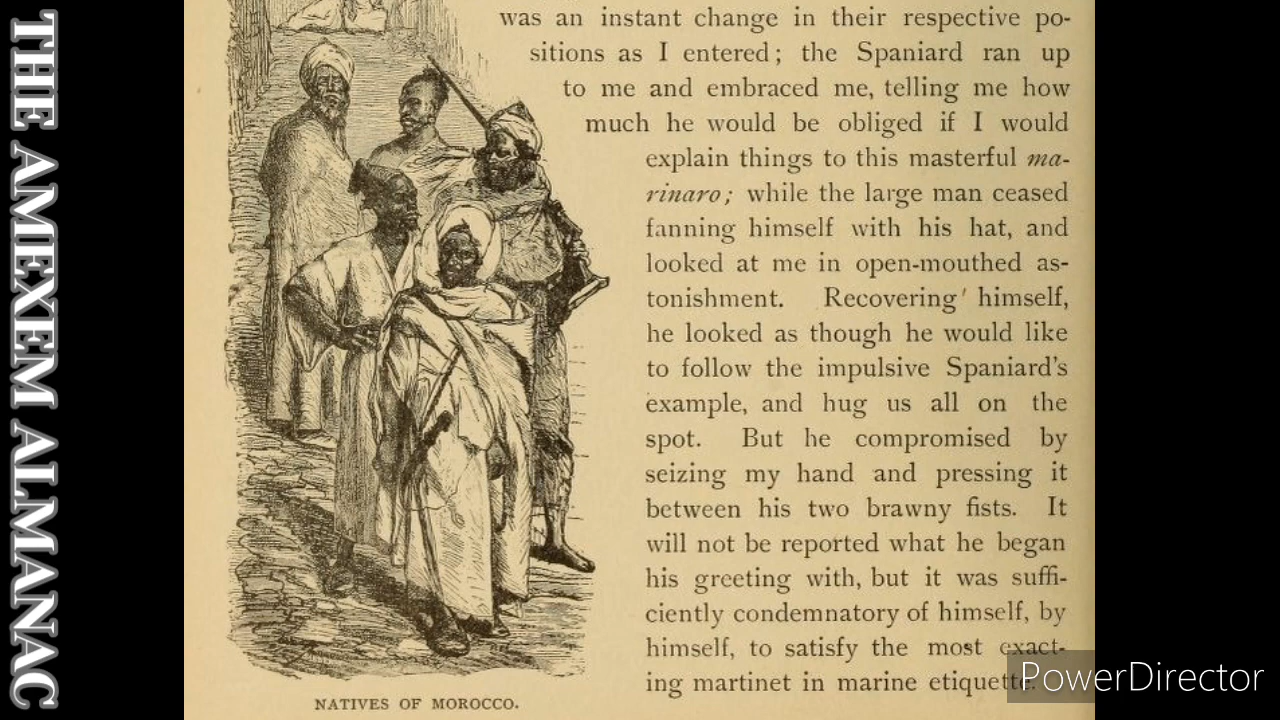 THE AMEXEM ALMANAC
was an instant change in their respective po-
sitions as I entered; the Spaniard ran up
to me and embraced me, telling me how
much he would be obliged if I would
explain things to this masterful ma-
rinaro; while the large man ceased
fanning himself with his hat, and
looked at me in open-mouthed as-
tonishment. Recovering himself,
he looked as though he would like
to follow the impulsive Spaniard's
example, and hug us all on the
spot. But he compromised by
seizing my hand and pressing it
between his two brawny fists. It
will not be reported what he began
his greeting with, but it was suffi-
ciently condemnatory of himself, by
himself, to satisfy the most exact-
ing martinet in marine etiquette.
NATIVES OF MOROCCO.
PowerDirector